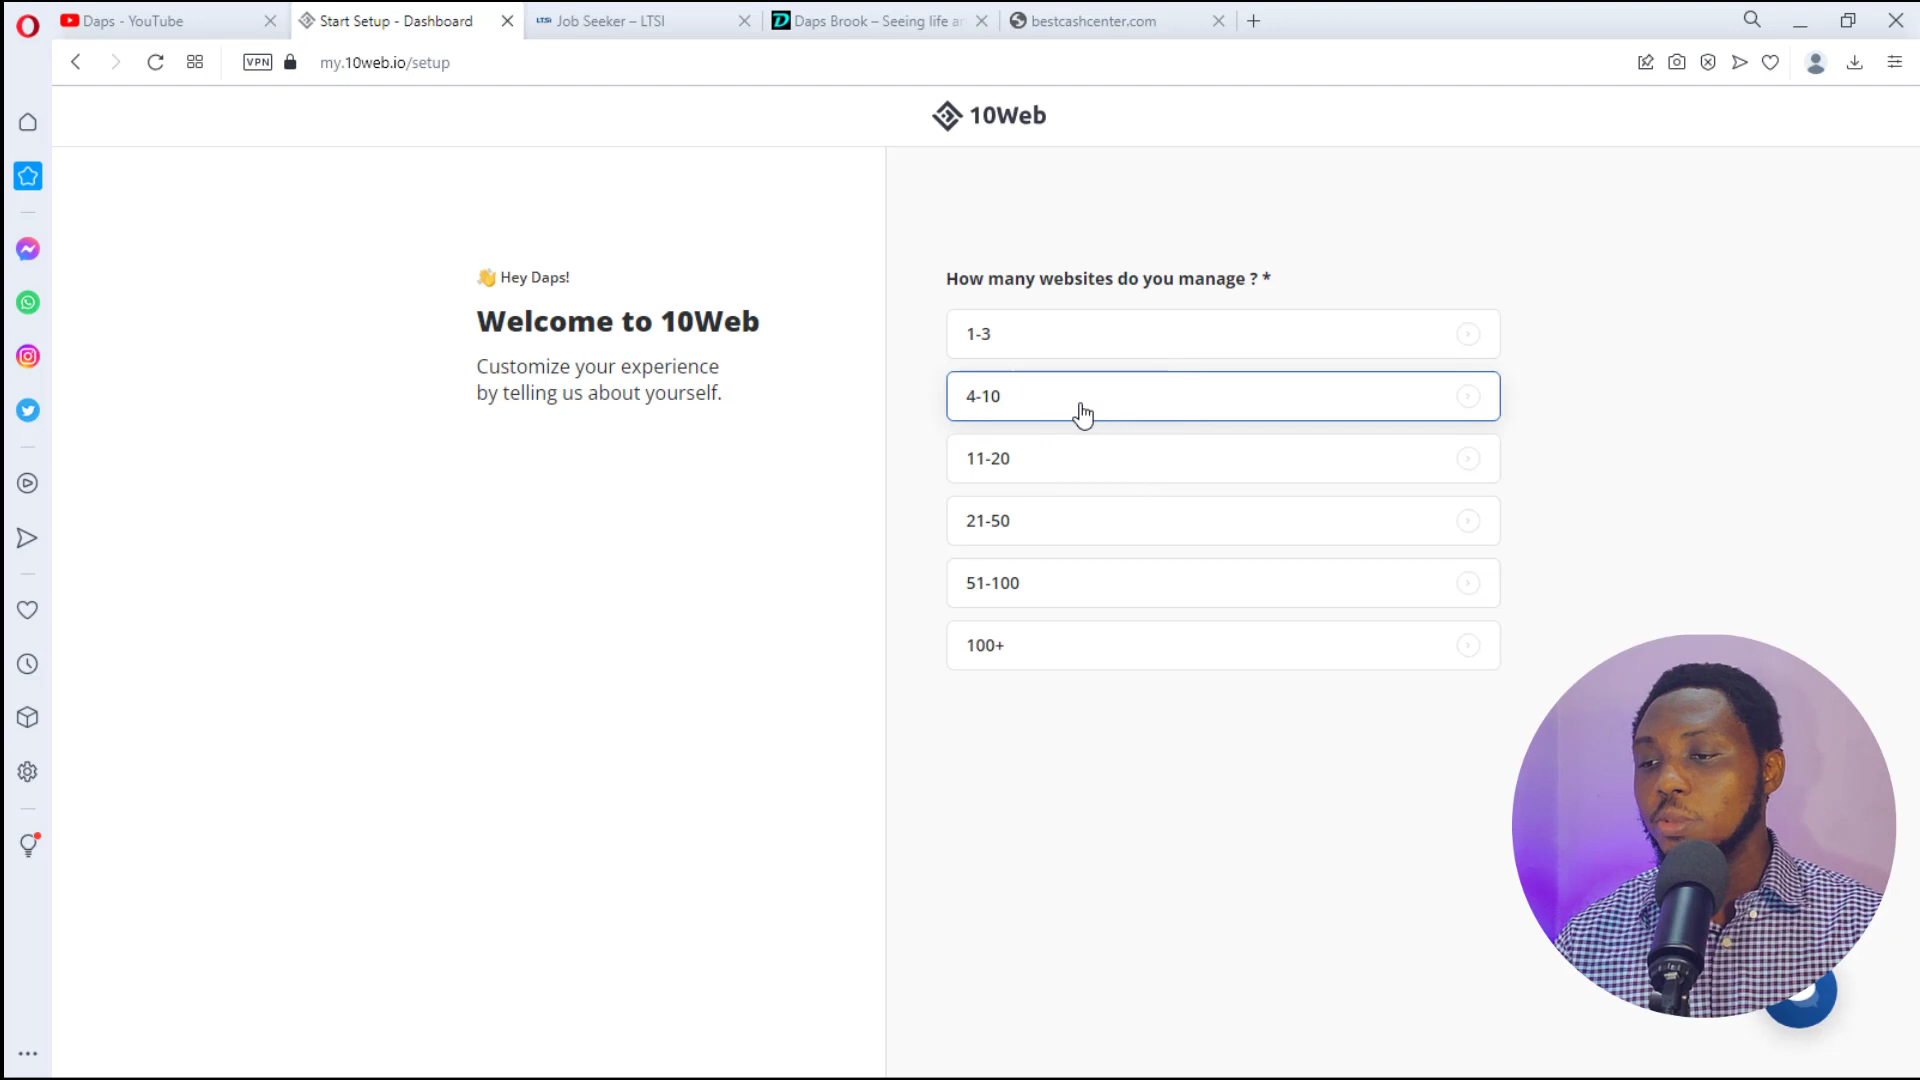 Daps - YouTube
Start Setup - Dashboard
LTSI Job Seeker – LTSI
Daps Brook – Seeing life a
bestcashcenter.com
VPN
my.10web.io/setup
10Web
👋 Hey Daps!
Welcome to 10Web
Customize your experience
by telling us about yourself.
How many websites do you manage ? *
1-3
4-10
11-20
21-50
51-100
100+